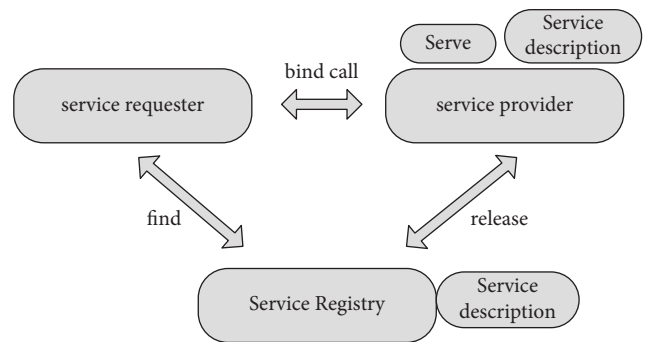 Serve
Service
description
bind call
service requester
service provider
find
release
Service Registry
Service
description